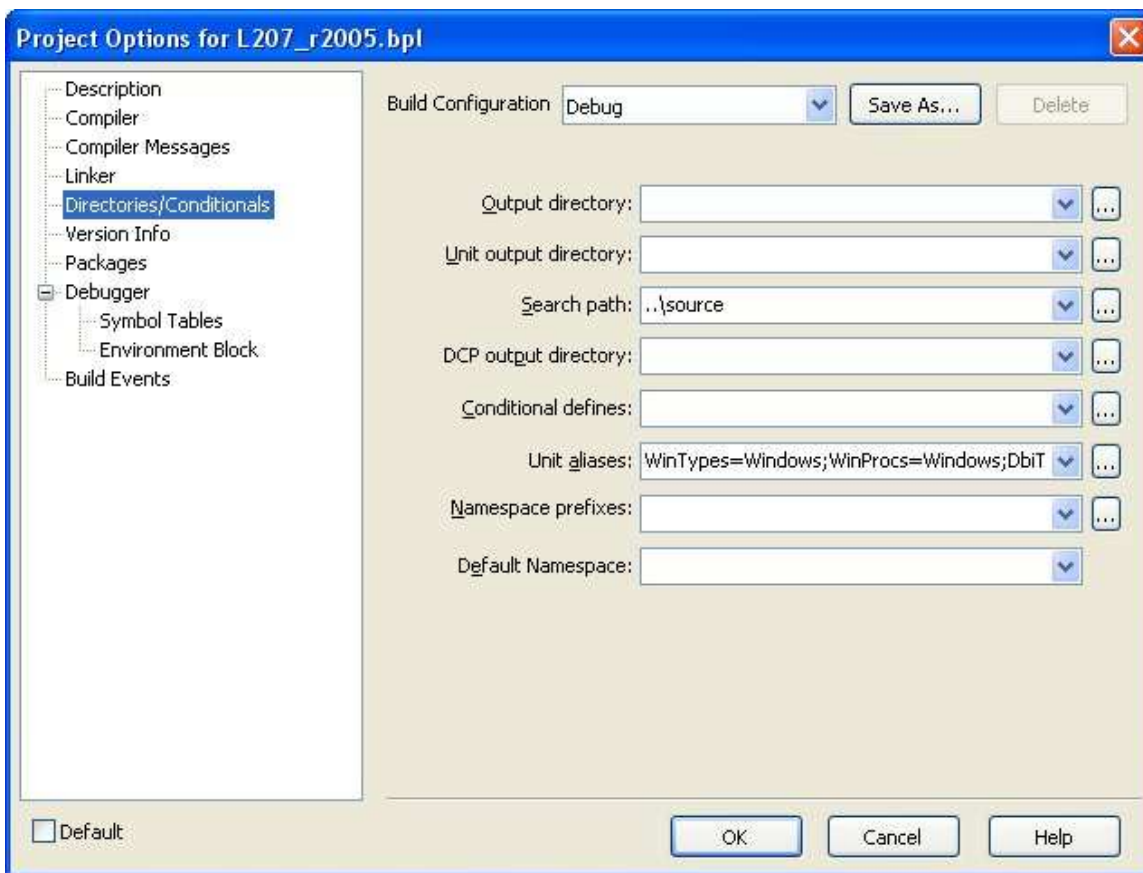 Project Options for L207_r2005.bpl
Description
Compiler
Compiler Messages
Linker
Directories/Conditionals
Version Info
Packages
Debugger
Symbol Tables
Environment Block
Build Events
Build Configuration Debug Save As... Delete
Output directory: ...
Unit output directory: ...
Search path: ..\source ...
DCP output directory: ...
Conditional defines: ...
Unit aliases: WinTypes=Windows;WinProcs=Windows;DbiT ...
Namespace prefixes: ...
Default Namespace:
Default OK Cancel Help